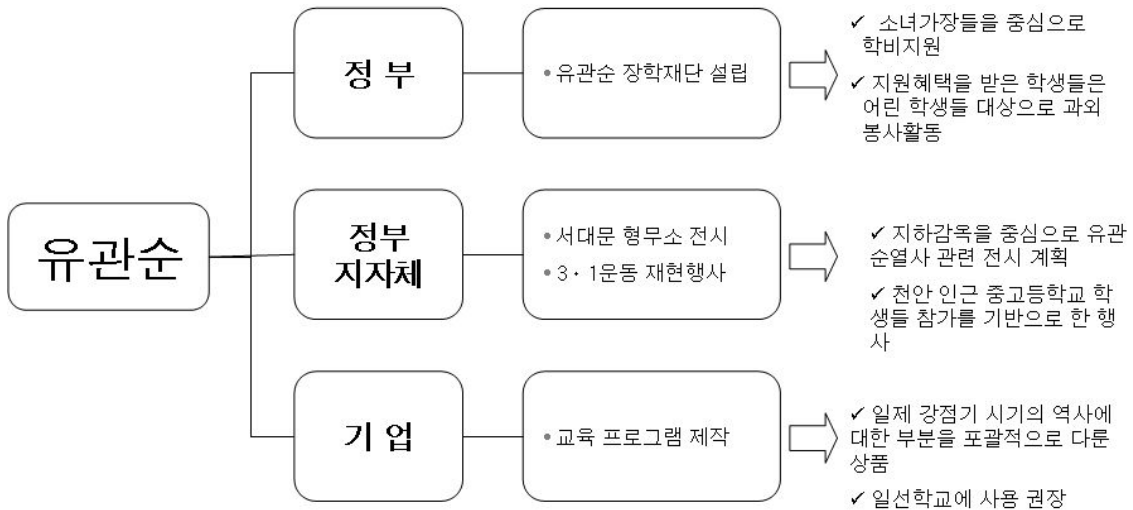 유관순
정 부
• 유관순 장학재단 설립
✓ 소녀가장들을 중심으로
학비지원
✓ 지원혜택을 받은 학생들은
어린 학생들 대상으로 과외
봉사활동
정부
지자체
• 서대문 형무소 전시
• 3·1운동 재현행사
✓ 지하감옥을 중심으로 유관
순열사 관련 전시 계획
✓ 천안 인근 중고등학교 학
생들 참가를 기반으로 한 행
사
기 업
• 교육 프로그램 제작
✓ 일제 강점기 시기의 역사에
대한 부분을 포괄적으로 다룬
상품
✓ 일선학교에 사용 권장